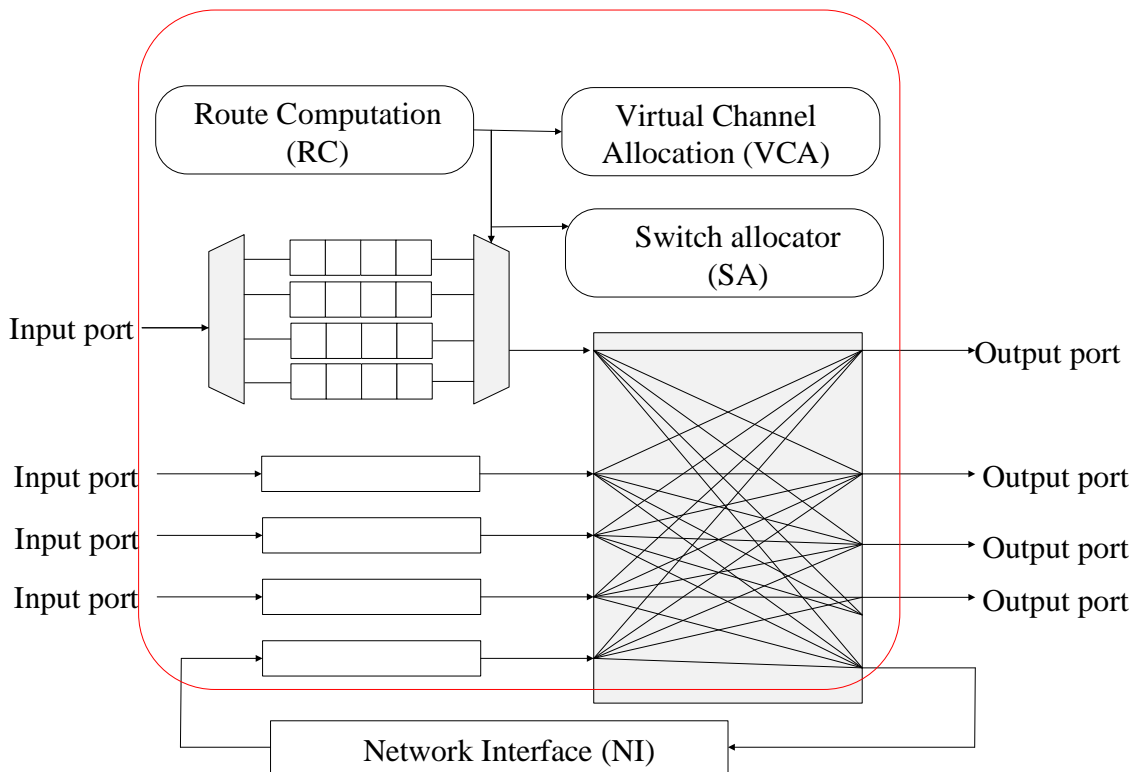 Route Computation
(RC)
Virtual Channel
Allocation (VCA)
Switch allocator
(SA)
Input port
Output port
Input port
Output port
Input port
Output port
Input port
Output port
Network Interface (NI)